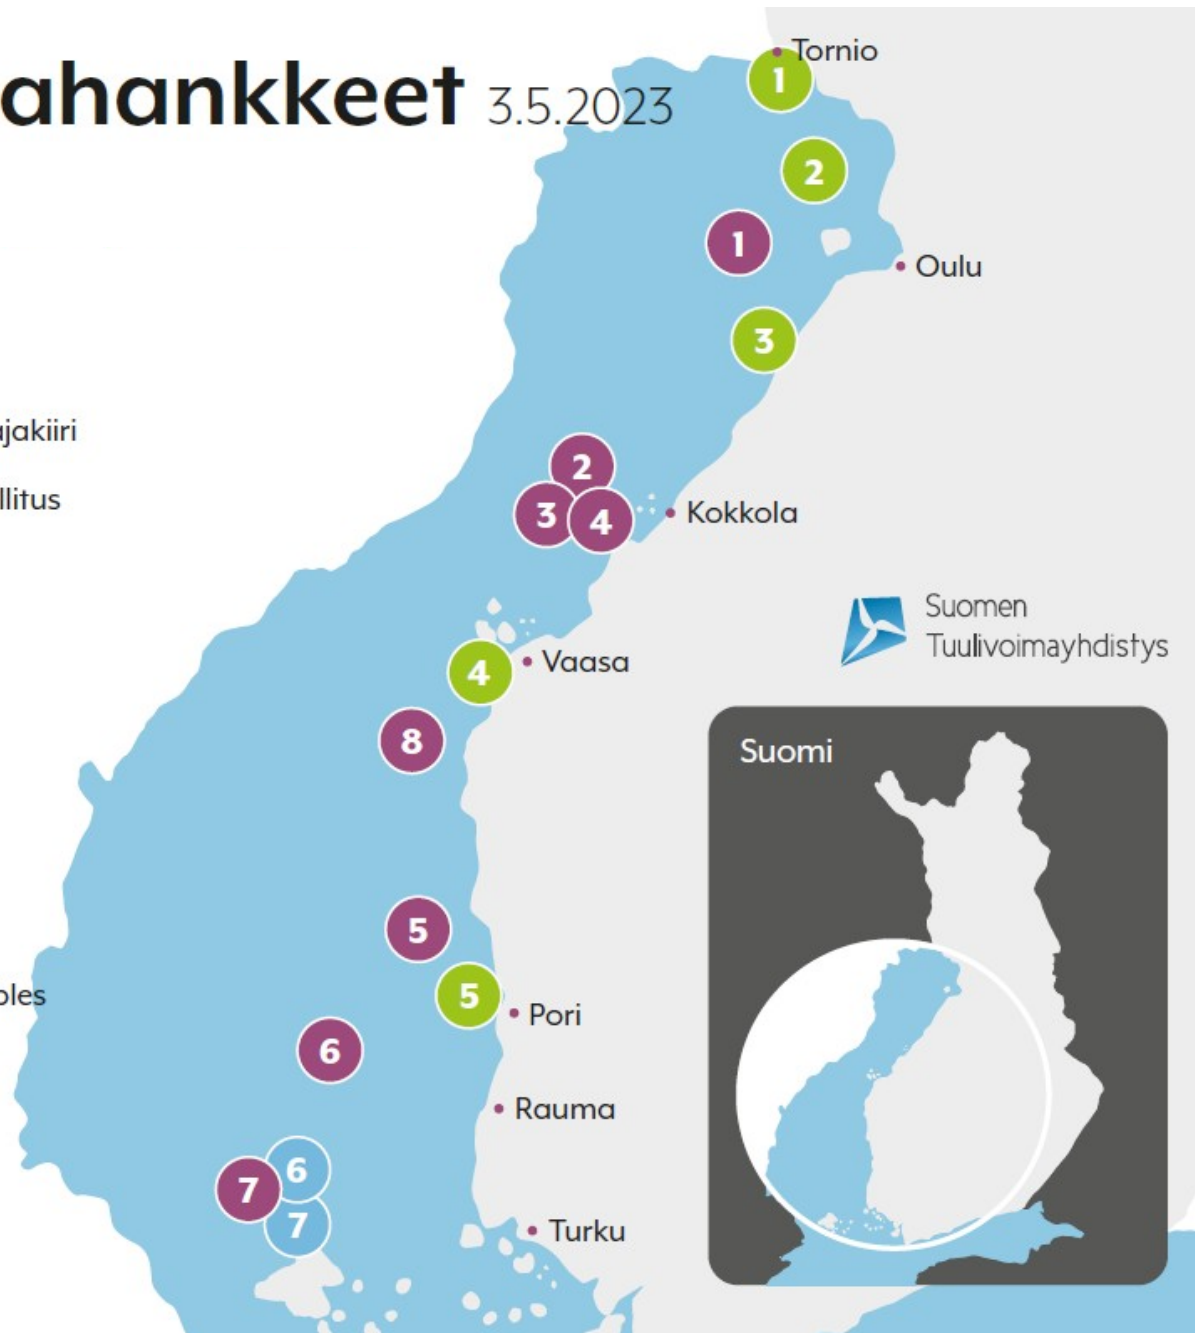 Tornio
1
ahankkeet 3.5.2023
2
1
Oulu
3
jakiiri
2
llitus
3
4
Kokkola
Suomen
Tuulivoimayhdistys
4
Vaasa
8
Suomi
5
5
oles
Pori
6
Rauma
6
7
7
Turku